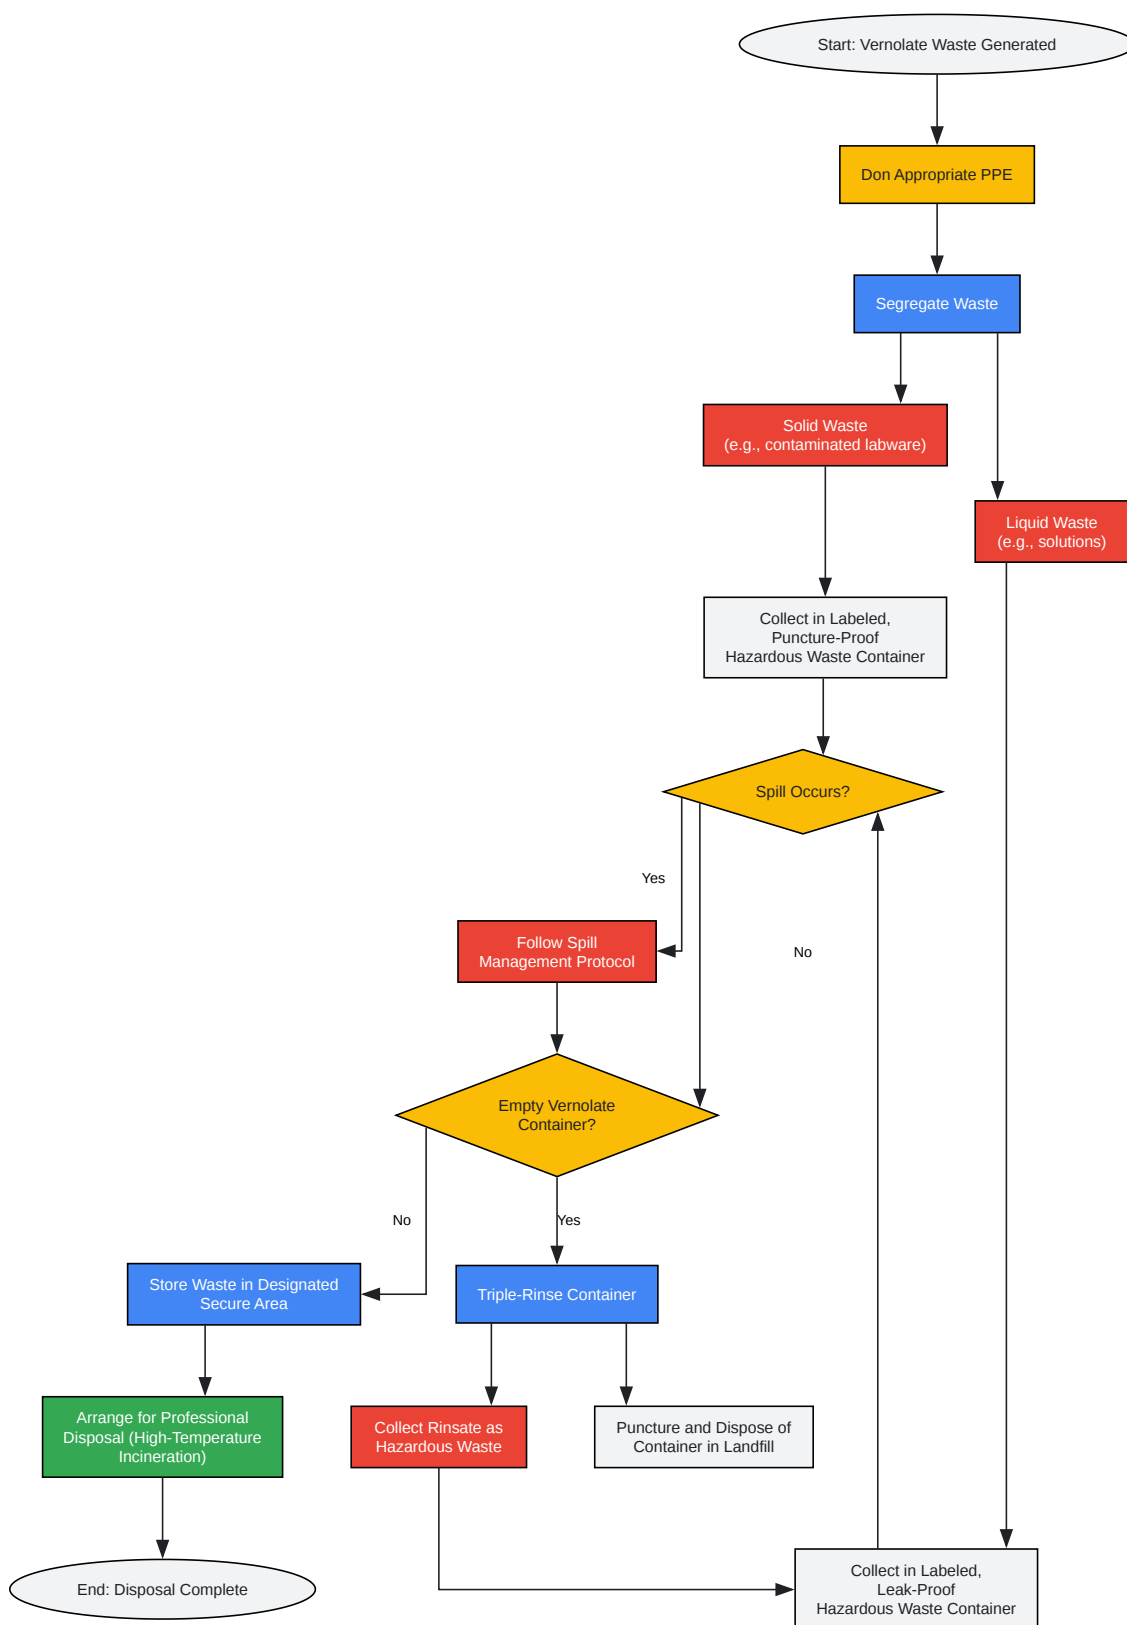 Start: Vernolate Waste Generated
Don Appropriate PPE
Segregate Waste
Solid Waste
(e.g., contaminated labware)
Liquid Waste
(e.g., solutions)
Collect in Labeled,
Puncture-Proof
Hazardous Waste Container
Spill Occurs?
Yes
Follow Spill
Management Protocol
No
Empty Vernolate
Container?
No
Yes
Store Waste in Designated
Secure Area
Triple-Rinse Container
Arrange for Professional
Disposal (High-Temperature
Incineration)
Collect Rinsate as
Hazardous Waste
Puncture and Dispose of
Container in Landfill
End: Disposal Complete
Collect in Labeled,
Leak-Proof
Hazardous Waste Container